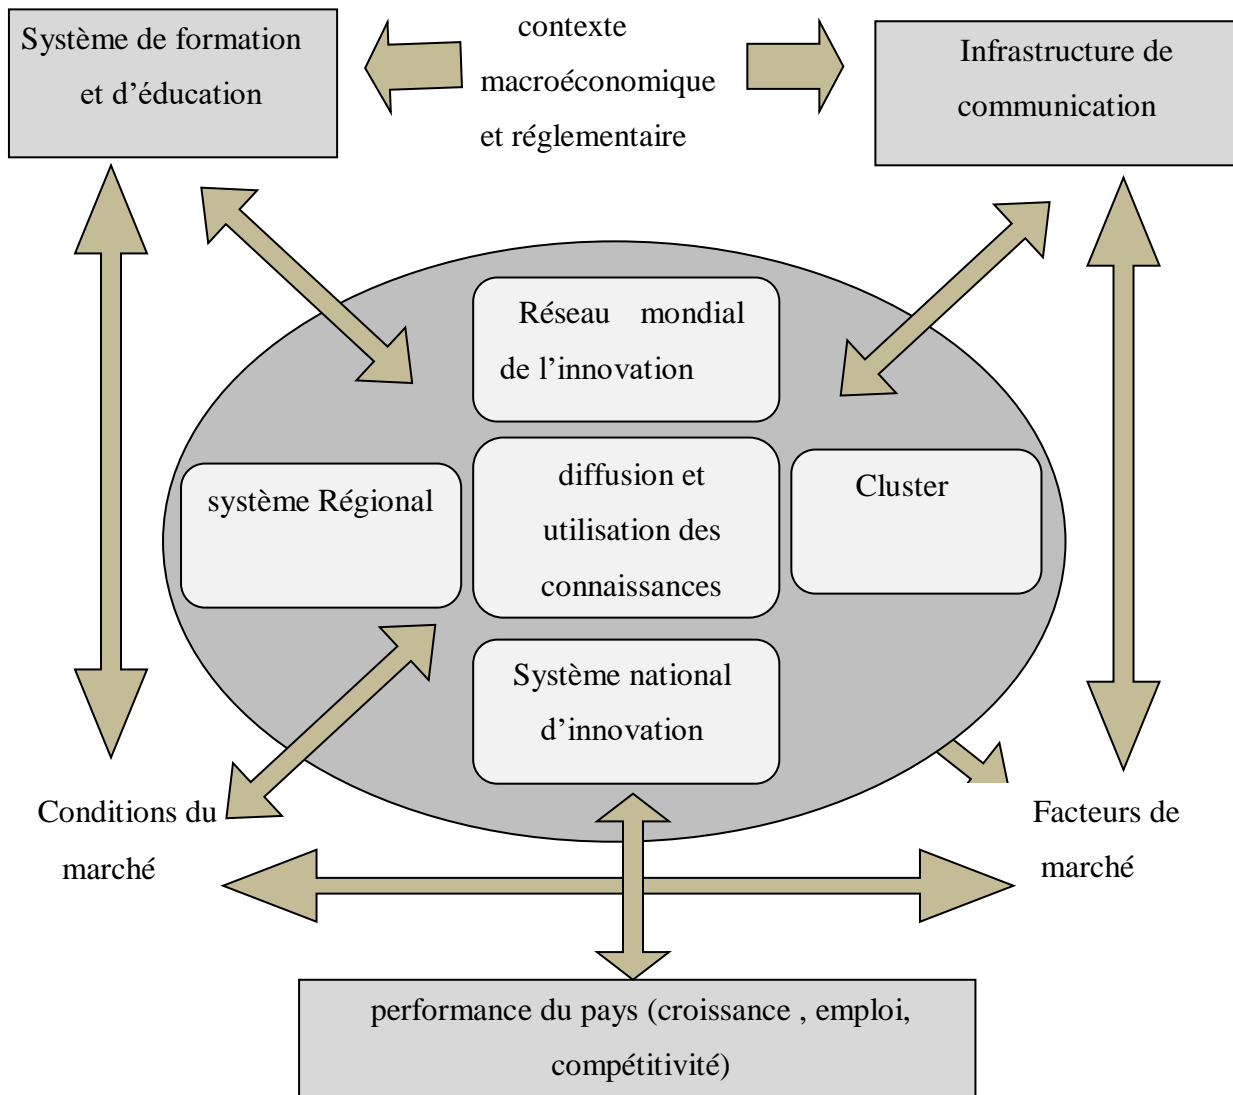 Système de formation
et d’éducation
contexte
macroéconomique
et réglementaire
Infrastructure de
communication
Réseau mondial
de l’innovation
système Régional
diffusion et
utilisation des
connaissances
Cluster
Système national
d’innovation
Conditions du
marché
Facteurs de
marché
performance du pays (croissance , emploi,
compétitivité)